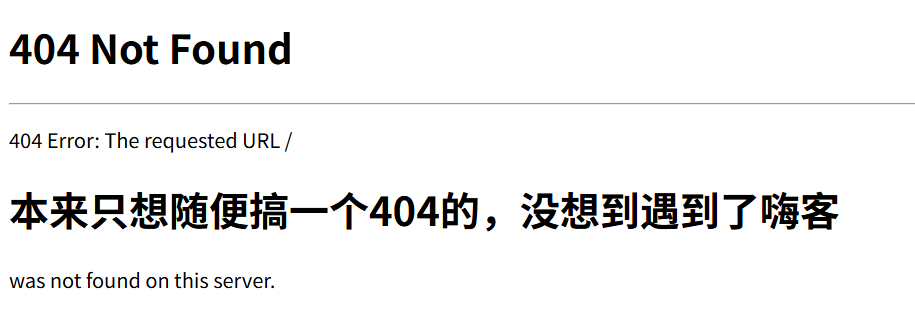 404 Not Found
404 Error: The requested URL /
本来只想随便搞一个404的，没想到遇到了嗨客
was not found on this server.